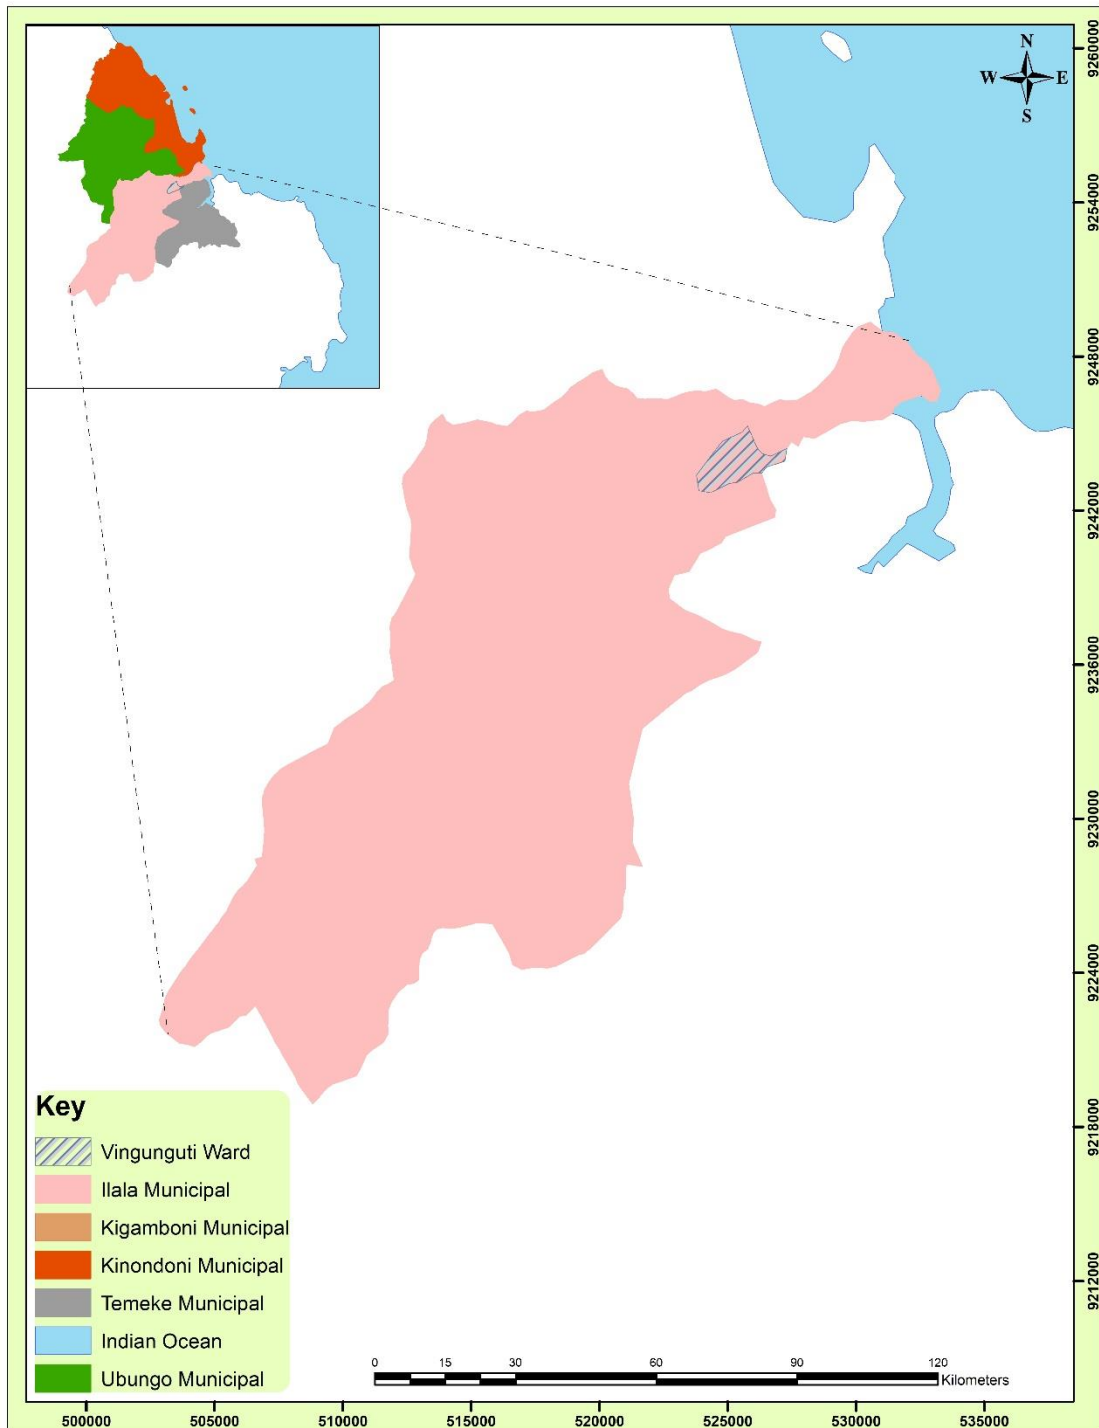 N
W E
S
9260000
9254000
9248000
9242000
9236000
9230000
9224000
9218000
9212000
Key
Vingunguti Ward
Ilala Municipal
Kigamboni Municipal
Kinondoni Municipal
Temeke Municipal
Indian Ocean
Ubungo Municipal
0 15 30 60 90 120
Kilometers
500000 505000 510000 515000 520000 525000 530000 535000